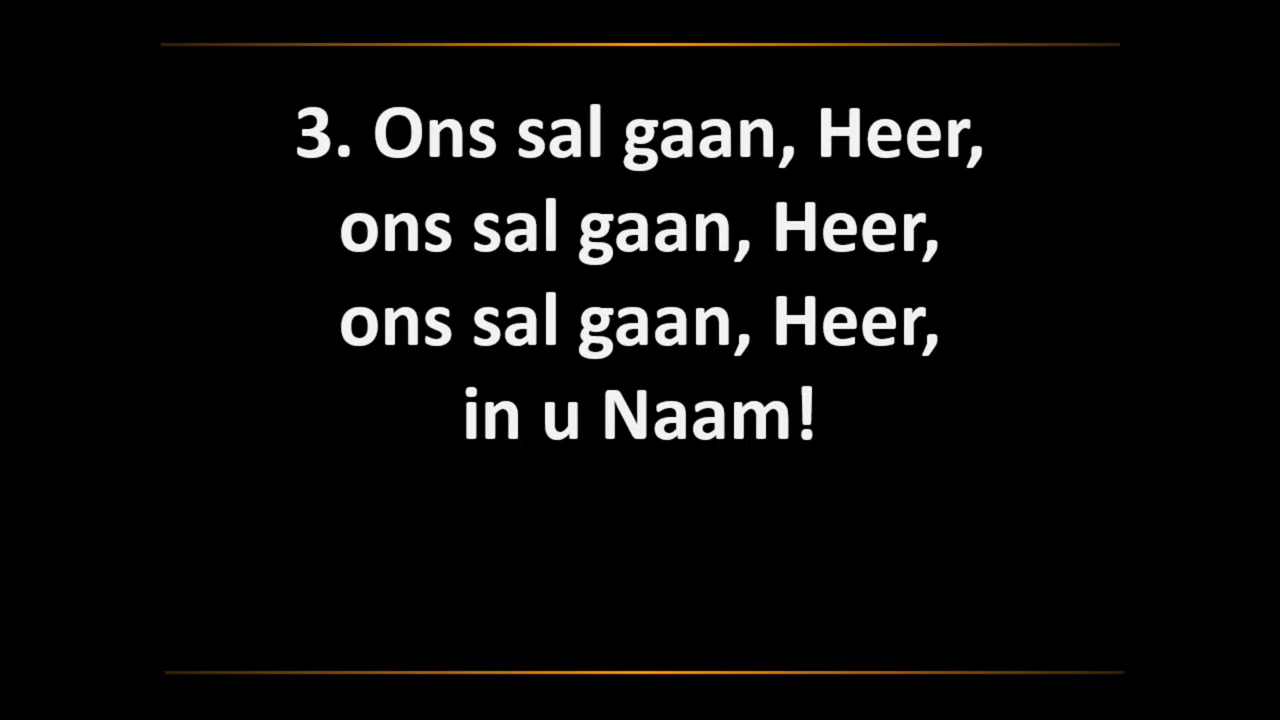 3. Ons sal gaan, Heer,
ons sal gaan, Heer,
ons sal gaan, Heer,
in u Naam!